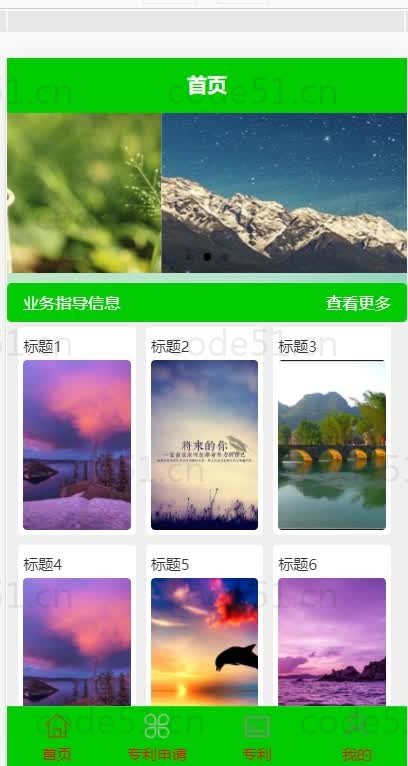 首页
业务指导信息 查看更多
标题1 标题2 标题3
将来的你
标题4 标题5 标题6
首页 专利申请 专利 我的
code51.cn